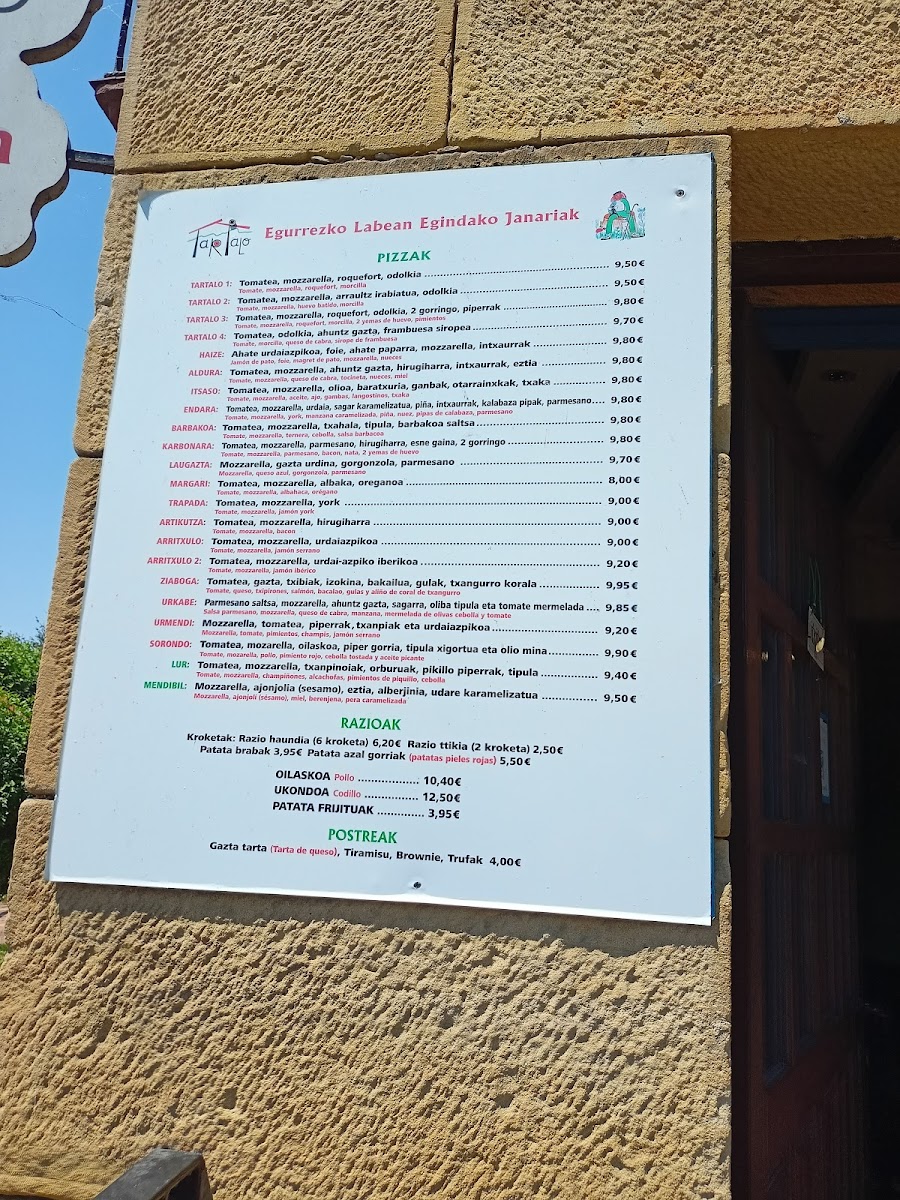 TARTALO
Egurrezko Labean Egindako Janariak
PIZZAK
TARTALO 1: Tomatea, mozzarella, roquefort, odolkia ........ 9,50€
Tomate, mozzarella, roquefort, morcilla
TARTALO 2: Tomatea, mozzarella, arraultz irabiatua, odolkia ........ 9,50€
Tomate, mozzarella, huevo batido, morcilla
TARTALO 3: Tomatea, mozzarella, roquefort, odolkia, 2 gorringo, piperrak ........ 9,80€
Tomate, mozzarella, roquefort, morcilla, 2 yemas de huevo, pimientos
TARTALO 4: Tomatea, odolkia, ahuntz gazta, frambuesa siropea ........ 9,70€
Tomate, morcilla, queso de cabra, sirope de frambuesa
HAIZE: Ahate urdaiazpikoa, foie, ahate paparra, mozzarella, intxaurrak ........ 9,80€
Jamón de pato, foie, magret de pato, mozzarella, nueces
ALDURA: Tomatea, mozzarella, ahuntz gazta, hirugiharra, intxaurrak, eztia ........ 9,80€
Tomate, mozzarella, queso de cabra, tocineta, nueces, miel
ITSASO: Tomatea, mozzarella, olioa, baratxuria, ganbak, otarrainxkak, txaka ........ 9,80€
Tomate, mozzarella, aceite, ajo, gambas, langostinos, txaka
ENDARA: Tomatea, mozzarella, urdaia, sagar karamelizatua, piña, intxaurrak, kalabaza pipak, parmesano.... 9,80€
Tomate, mozzarella, york, manzana caramelizada, piña, nuez, pipas de calabaza, parmesano
BARBAKOA: Tomatea, mozzarella, txahala, tipula, barbakoa saltsa ........ 9,80€
Tomate, mozzarella, ternera, cebolla, salsa barbacoa
KARBONARA: Tomatea, mozzarella, parmesano, hirugiharra, esne gaina, 2 gorringo ........ 9,80€
Tomate, mozzarella, parmesano, bacon, nata, 2 yemas de huevo
LAUGAZTA: Mozzarella, gazta urdina, gorgonzola, parmesano ........ 9,70€
Mozzarella, queso azul, gorgonzola, parmesano
MARGARI: Tomatea, mozzarella, albaka, oreganoa ........ 8,00€
Tomate, mozzarella, albahaca, orégano
TRAPADA: Tomatea, mozzarella, york ........ 9,00€
Tomate, mozzarella, jamón york
ARTIKUTZA: Tomatea, mozzarella, hirugiharra ........ 9,00€
Tomate, mozzarella, bacon
ARRITXULO: Tomatea, mozzarella, urdaiazpikoa ........ 9,00€
Tomate, mozzarella, jamón serrano
ARRITXULO 2: Tomatea, mozzarella, urdai-azpiko iberikoa ........ 9,20€
Tomate, mozzarella, jamón ibérico
ZIABOGA: Tomatea, gazta, txibiak, izokina, bakailua, gulak, txangurro korala ........ 9,95€
Tomate, queso, txipirones, salmón, bacalao, gulas y aliño de coral de txangurro
URKABE: Parmesano saltsa, mozzarella, ahuntz gazta, sagarra, oliba tipula eta tomate mermelada .... 9,85€
Salsa parmesano, mozzarella, queso de cabra, manzana, mermelada de olivas cebolla y tomate
URMENDI: Mozzarella, tomatea, piperrak, txanpiak eta urdaiazpikoa ........ 9,20€
Mozzarella, tomate, pimientos, champis, jamón serrano
SORONDO: Tomatea, mozarella, oilaskoa, piper gorria, tipula xigortua eta olio mina ........ 9,90€
Tomate, mozarella, pollo, pimiento rojo, cebolla tostada y aceite picante
LUR: Tomatea, mozzarella, txanpinoiak, orburuak, pikillo piperrak, tipula ........ 9,40€
Tomate, mozzarella, champiñones, alcachofas, pimientos de piquillo, cebolla
MENDIBIL: Mozzarella, ajonjolia (sesamo), eztia, alberjinia, udare karamelizatua ........ 9,50€
Mozzarella, ajonjolí (sésamo), miel, berenjena, pera caramelizada
RAZIOAK
Kroketak: Razio haundia (6 kroketa) 6,20€ Razio ttikia (2 kroketa) 2,50€
Patata brabak 3,95€ Patata azal gorriak (patatas pieles rojas) 5,50€
OILASKOA Pollo ........ 10,40€
UKONDOA Codillo ........ 12,50€
PATATA FRIJITUAK ........ 3,95€
POSTREAK
Gazta tarta (Tarta de queso), Tiramisu, Brownie, Trufak 4,00€